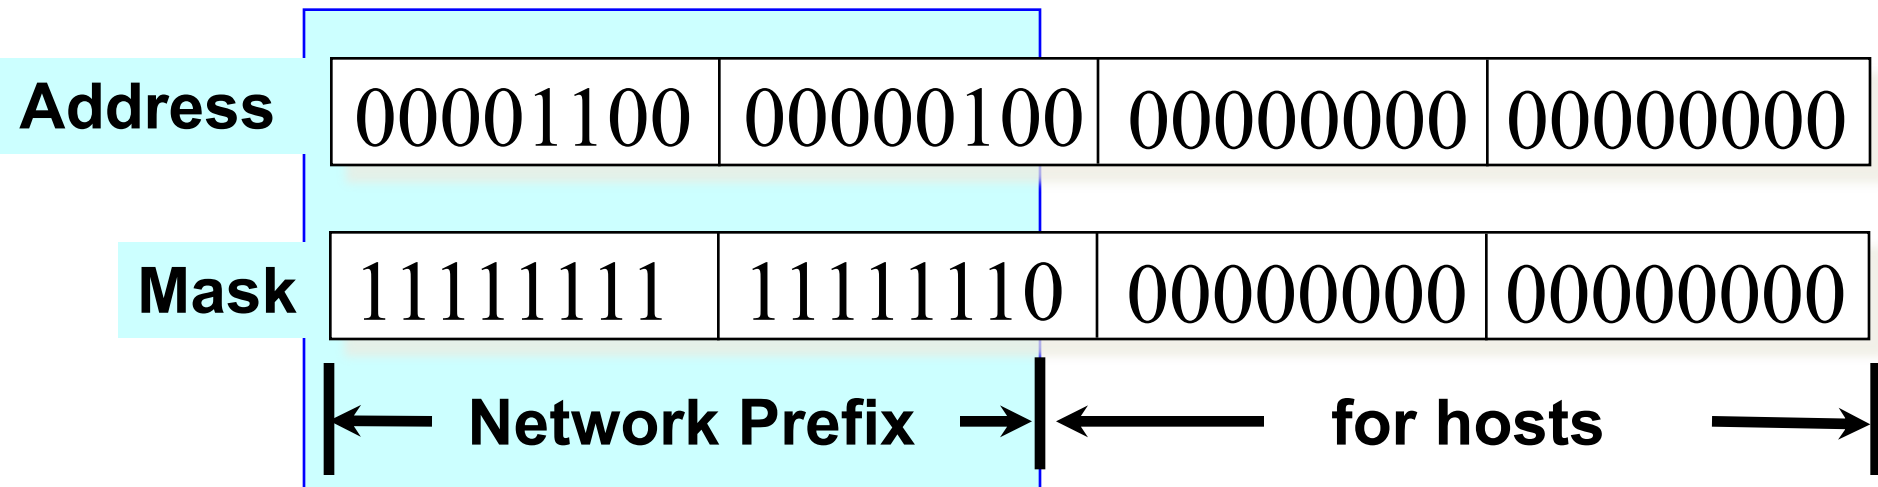 Address 00001100 00000100 00000000 00000000
Mask 11111111 11111110 00000000 00000000
Network Prefix for hosts